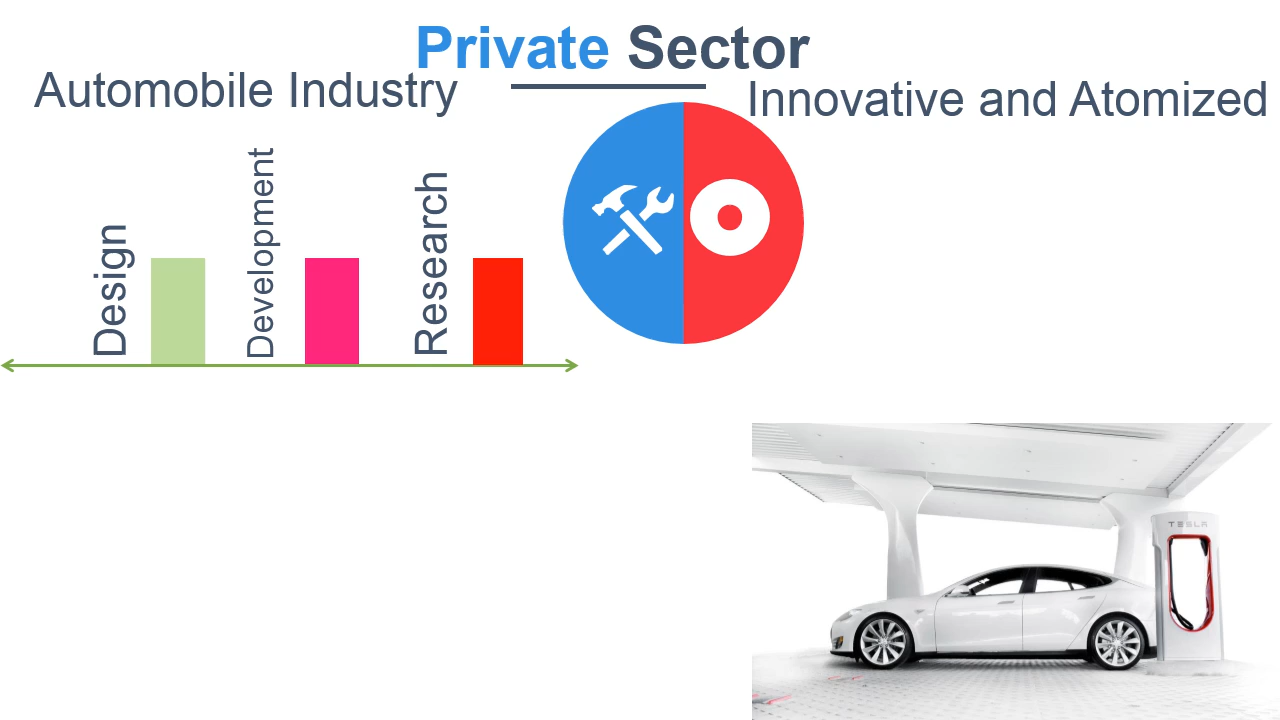 Private Sector
Automobile Industry
Innovative and Atomized
Design
Development
Research
TESLA